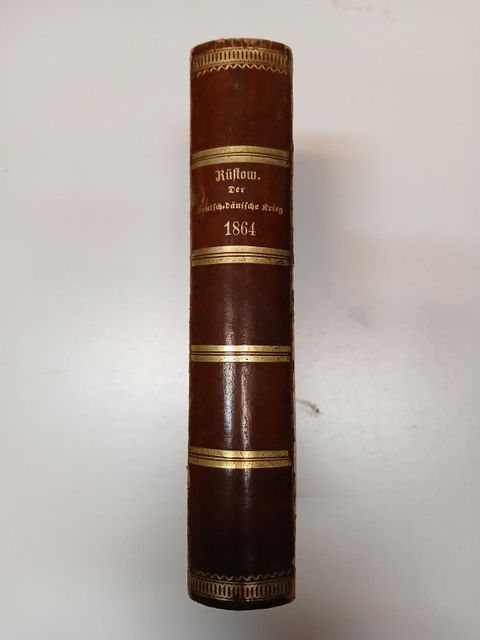 Rüstow.
Der
Deutsch-dänische Krieg
1864